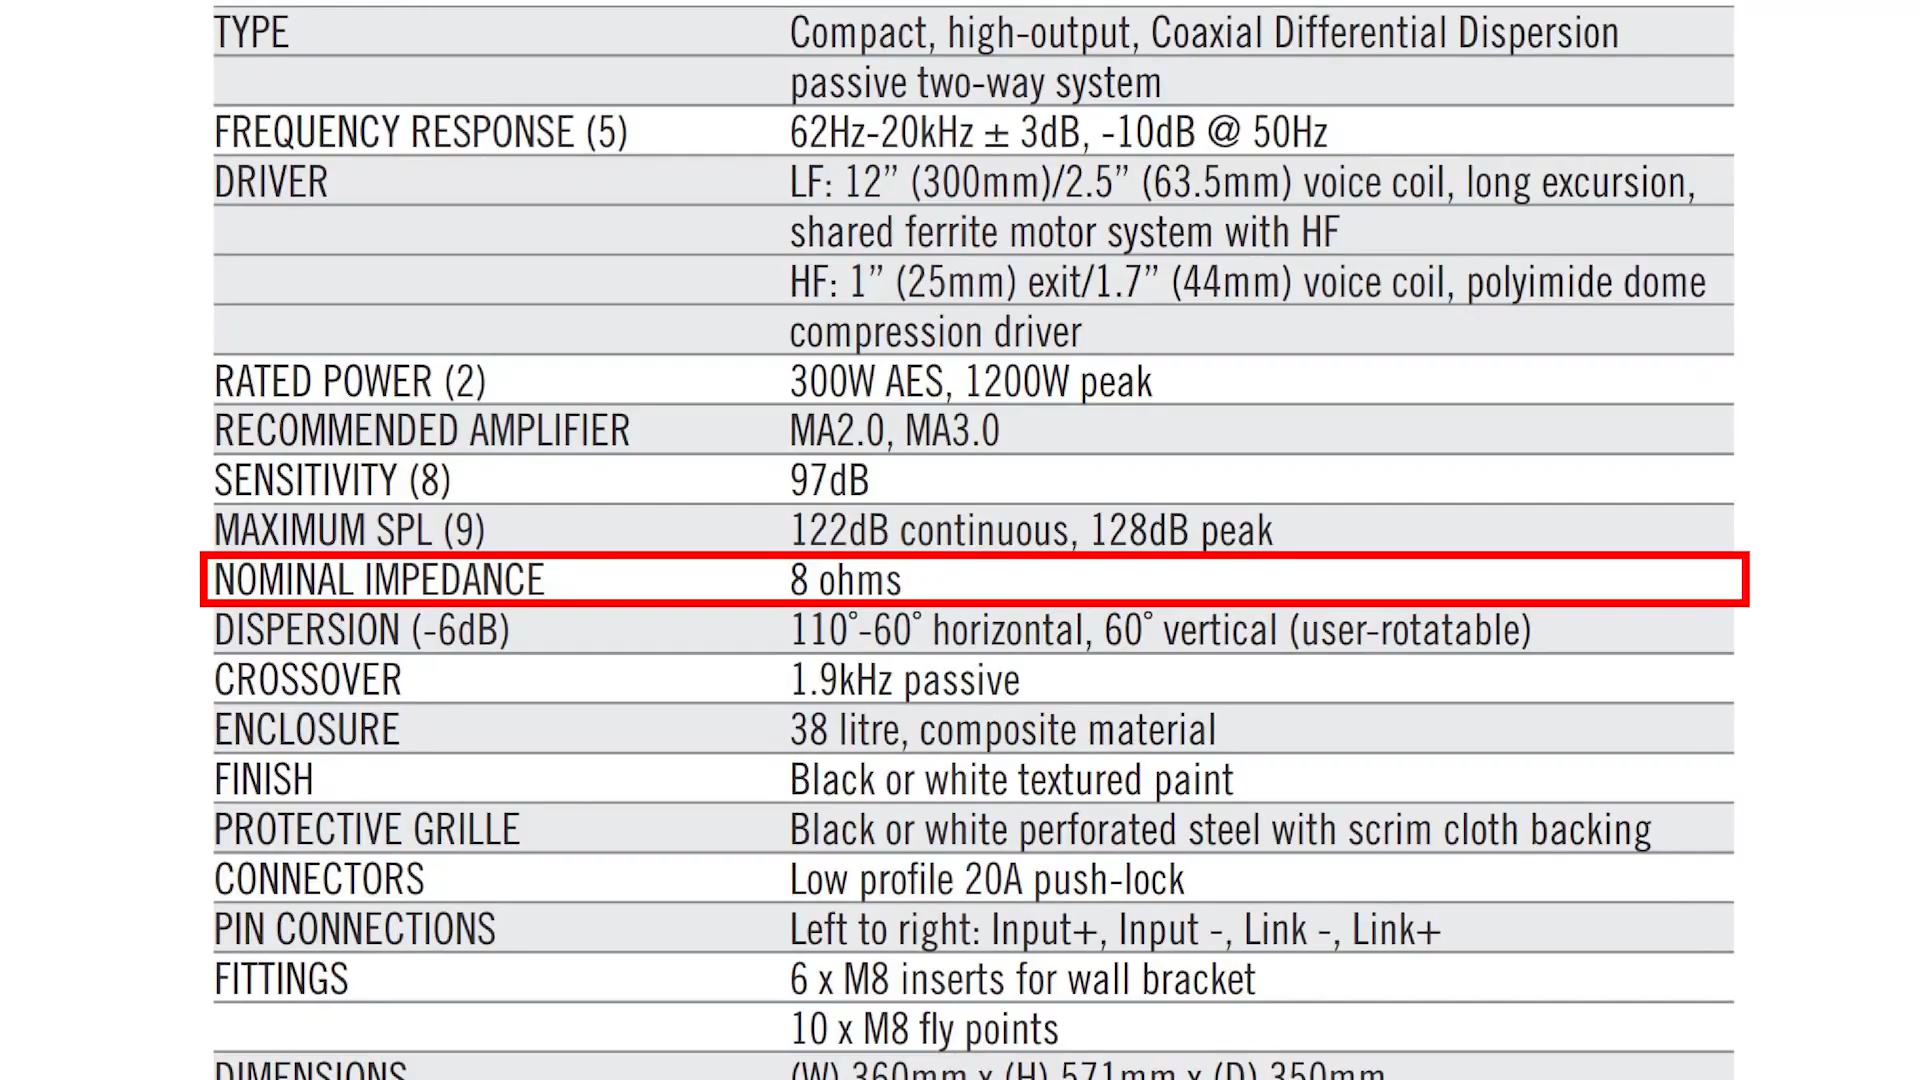 TYPE Compact, high-output, Coaxial Differential Dispersion
passive two-way system
FREQUENCY RESPONSE (5) 62Hz-20kHz ± 3dB, -10dB @ 50Hz
DRIVER LF: 12” (300mm)/2.5” (63.5mm) voice coil, long excursion,
shared ferrite motor system with HF
HF: 1” (25mm) exit/1.7” (44mm) voice coil, polyimide dome
compression driver
RATED POWER (2) 300W AES, 1200W peak
RECOMMENDED AMPLIFIER MA2.0, MA3.0
SENSITIVITY (8) 97dB
MAXIMUM SPL (9) 122dB continuous, 128dB peak
NOMINAL IMPEDANCE 8 ohms
DISPERSION (-6dB) 110°-60° horizontal, 60° vertical (user-rotatable)
CROSSOVER 1.9kHz passive
ENCLOSURE 38 litre, composite material
FINISH Black or white textured paint
PROTECTIVE GRILLE Black or white perforated steel with scrim cloth backing
CONNECTORS Low profile 20A push-lock
PIN CONNECTIONS Left to right: Input+, Input -, Link -, Link+
FITTINGS 6 x M8 inserts for wall bracket
10 x M8 fly points
DIMENSIONS (W) 360mm x (H) 571mm x (D) 350mm